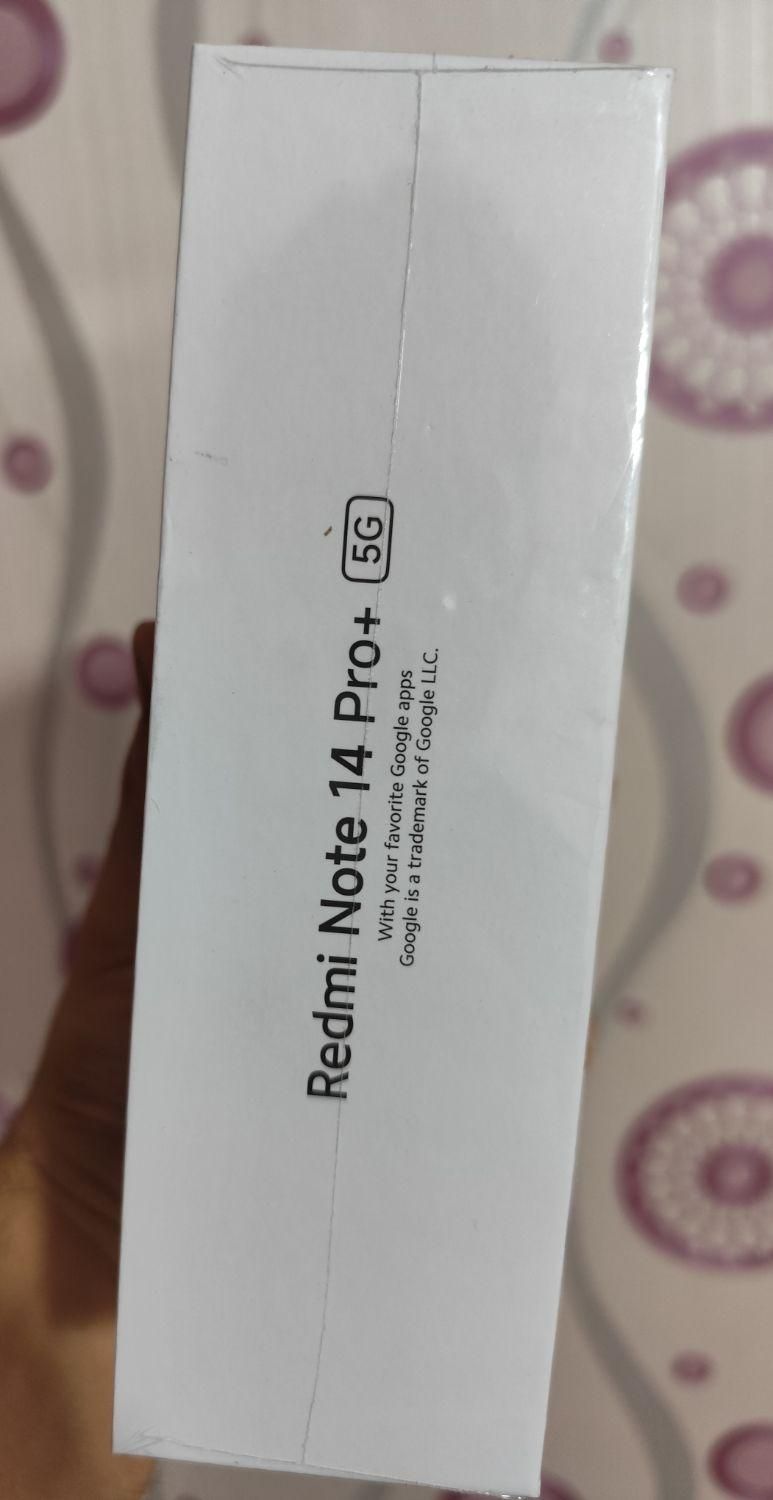 Redmi Note 14 Pro+ 5G
With your favorite Google apps
Google is a trademark of Google LLC.